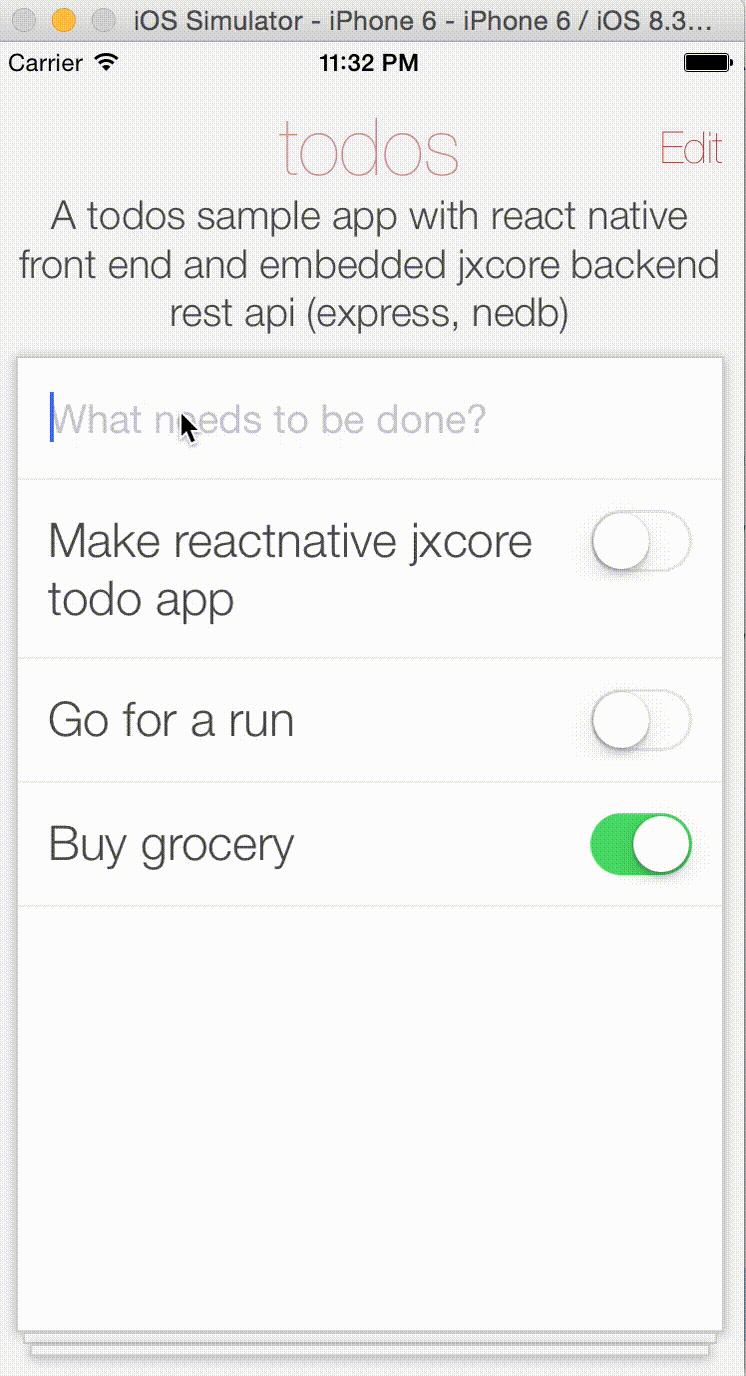 iOS Simulator - iPhone 6 - iPhone 6 / iOS 8.3...
Carrier 11:32 PM
todos Edit
A todos sample app with react native
front end and embedded jxcore backend
rest api (express, nedb)
What needs to be done?
Make reactnative jxcore
todo app
Go for a run
Buy grocery